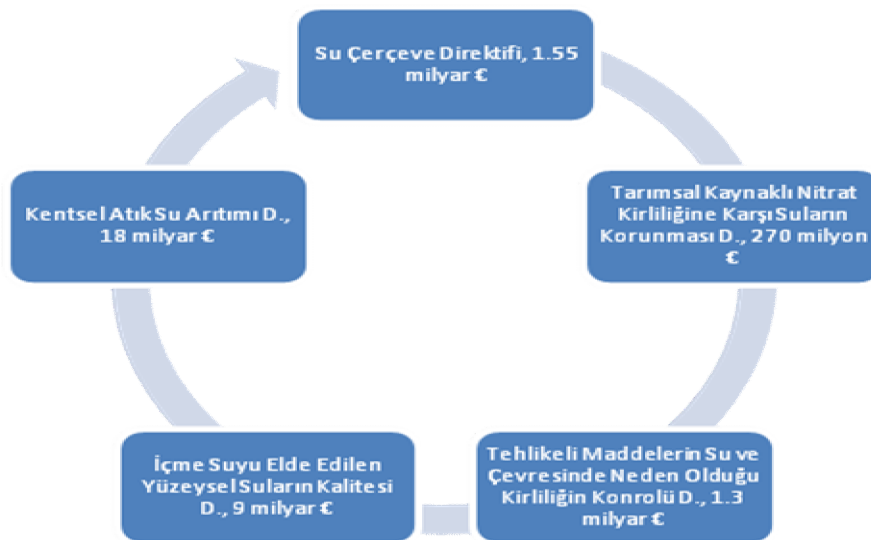 Su Çerçeve Direktifi, 1.55
milyar €
Tarımsal Kaynaklı Nitrat
Kirliliğine Karşı Suların
Korunması D., 270 milyon
€
Tehlikeli Maddelerin Su ve
Çevresinde Neden Olduğu
Kirliliğin Konrolü D., 1.3
milyar €
İçme Suyu Elde Edilen
Yüzeysel Suların Kalitesi
D., 9 milyar €
Kentsel Atık Su Arıtımı D.,
18 milyar €